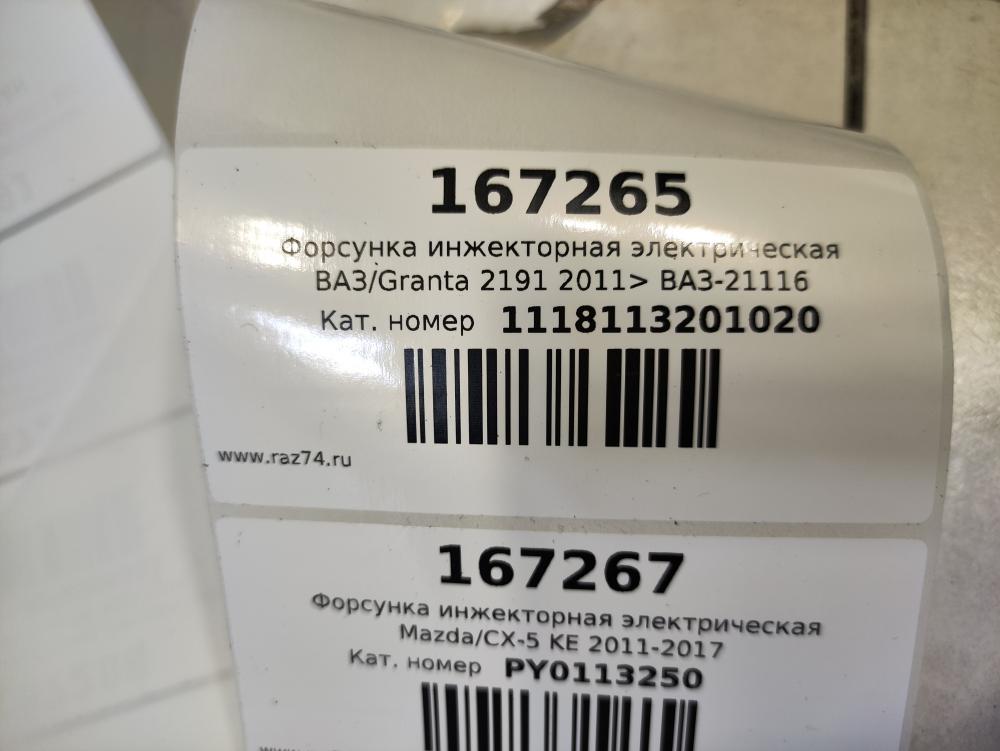 167265
Форсунка инжекторная электрическая
ВАЗ/Granta 2191 2011> ВАЗ-21116
Кат. номер 1118113201020
www.raz74.ru
167267
Форсунка инжекторная электрическая
Mazda/CX-5 KE 2011-2017
Кат. номер PY0113250